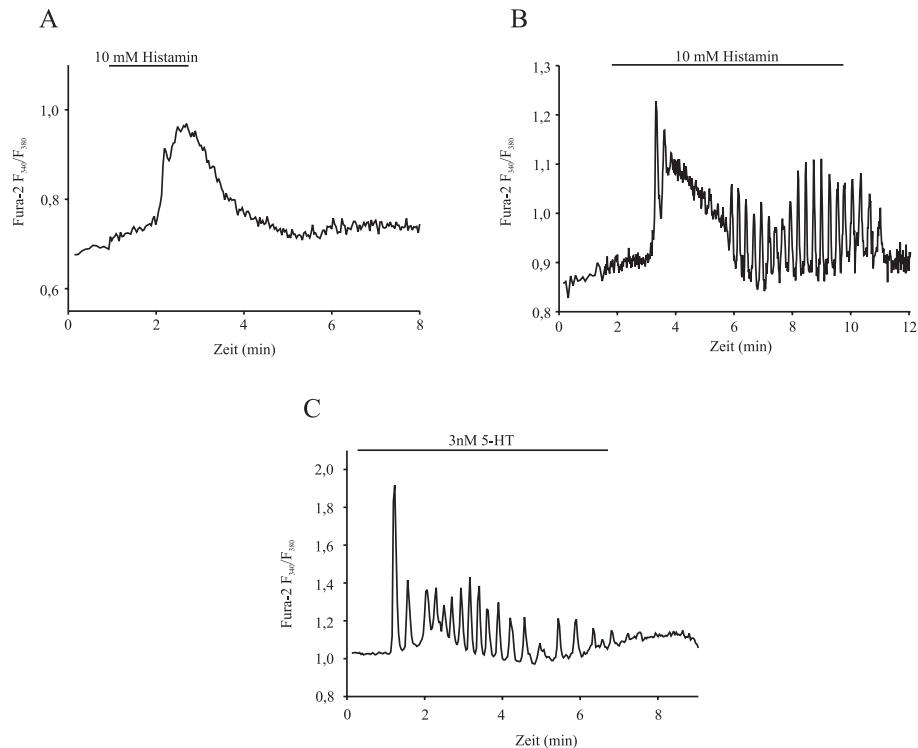 A
10 mM Histamin
1,0
0,8
0,6
Fura-2 F340/F380
0 2 4 6 8
Zeit (min)
B
10 mM Histamin
1,3
1,2
1,1
1,0
0,9
0,8
Fura-2 F340/F380
0 2 4 6 8 10 12
Zeit (min)
C
3nM 5-HT
2,0
1,8
1,6
1,4
1,2
1,0
0,8
Fura-2 F340/F380
0 2 4 6 8
Zeit (min)